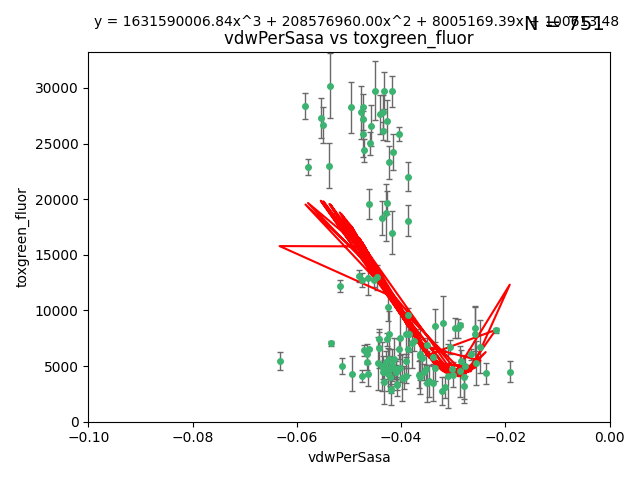 y = 1631590006.84x^3 + 208576960.00x^2 + 8005169.39x +
N = 751
vdwPerSasa vs toxgreen_fluor
toxgreen_fluor
30000
25000
20000
15000
10000
5000
0
−0.10
−0.08
−0.06
−0.04
−0.02
0.00
vdwPerSasa